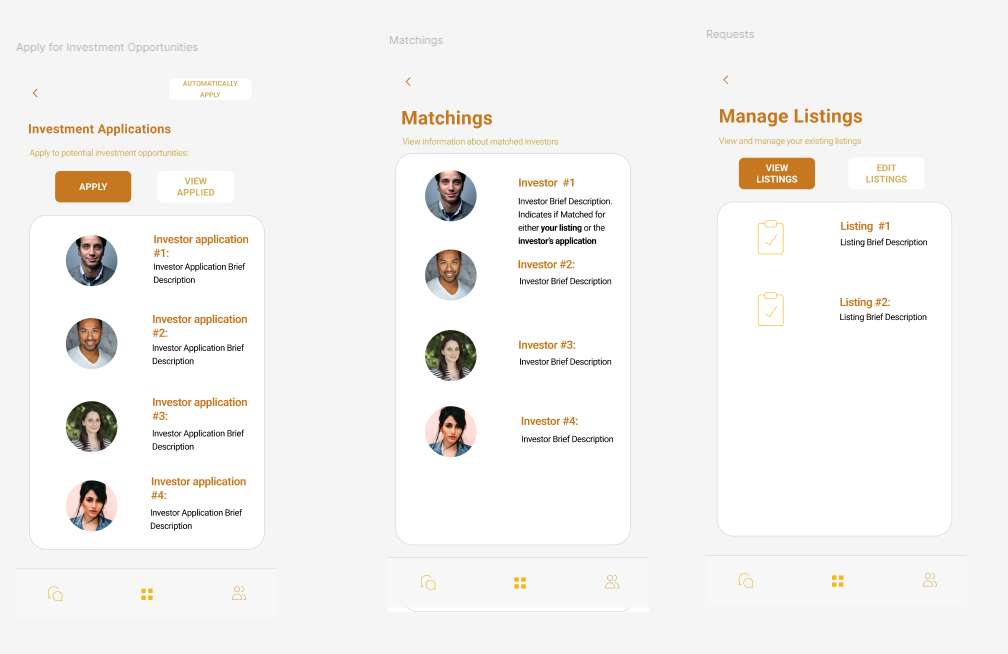 Apply for Investment Opportunities
AUTOMATICALLY
APPLY
Investment Applications
Apply to potential investment opportunities.
APPLY
VIEW
APPLIED
Investor application
#1:
Investor Application Brief
Description
Investor application
#2:
Investor Application Brief
Description
Investor application
#3:
Investor Application Brief
Description
Investor application
#4:
Investor Application Brief
Description
Matchings
Matchings
View information about matched Investors
Investor #1
Investor Brief Description.
Indicates if Matched for
either your listing or the
investor's application
Investor #2:
Investor Brief Description
Investor #3:
Investor Brief Description
Investor #4:
Investor Brief Description
Requests
Manage Listings
View and manage your existing listings
VIEW
LISTINGS
EDIT
LISTINGS
Listing #1
Listing Brief Description
Listing #2:
Listing Brief Description